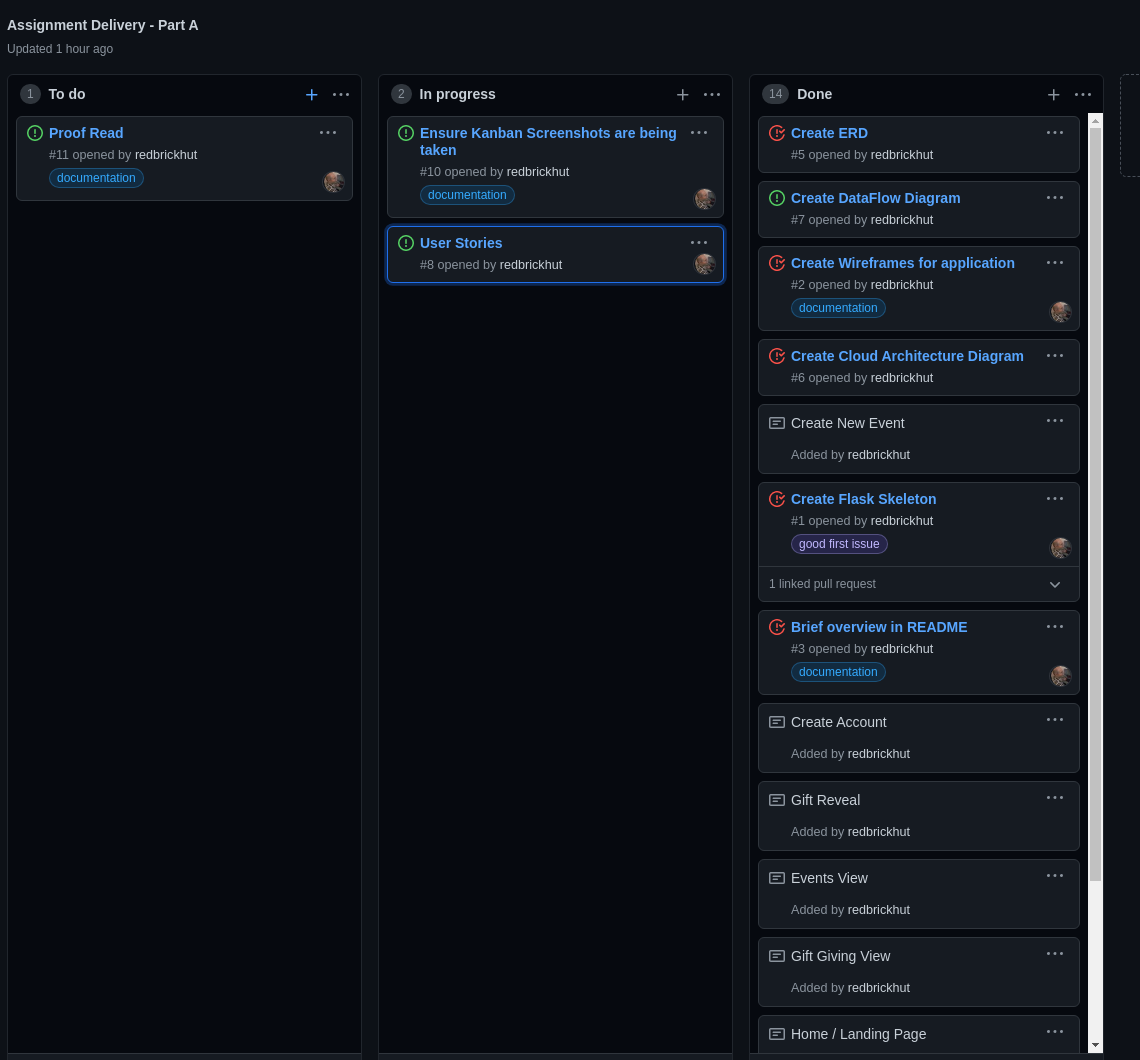 Assignment Delivery - Part A
Updated 1 hour ago
1 To do
Proof Read
#11 opened by redbrickhut
documentation
2 In progress
Ensure Kanban Screenshots are being
taken
#10 opened by redbrickhut
documentation
User Stories
#8 opened by redbrickhut
14 Done
Create ERD
#5 opened by redbrickhut
Create DataFlow Diagram
#7 opened by redbrickhut
Create Wireframes for application
#2 opened by redbrickhut
documentation
Create Cloud Architecture Diagram
#6 opened by redbrickhut
Create New Event
Added by redbrickhut
Create Flask Skeleton
#1 opened by redbrickhut
good first issue
1 linked pull request
Brief overview in README
#3 opened by redbrickhut
documentation
Create Account
Added by redbrickhut
Gift Reveal
Added by redbrickhut
Events View
Added by redbrickhut
Gift Giving View
Added by redbrickhut
Home / Landing Page